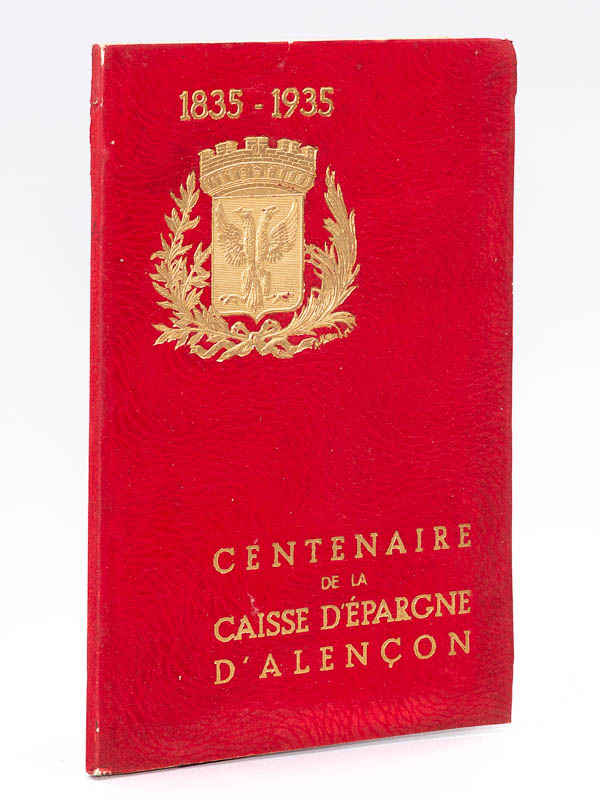 1835 - 1935
CENTENAIRE
DE LA
CAISSE D'ÉPARGNE
D'ALENÇON